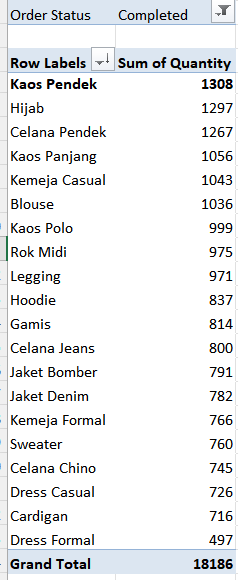 Order Status Completed
Row Labels Sum of Quantity
Kaos Pendek 1308
Hijab 1297
Celana Pendek 1267
Kaos Panjang 1056
Kemeja Casual 1043
Blouse 1036
Kaos Polo 999
Rok Midi 975
Legging 971
Hoodie 837
Gamis 814
Celana Jeans 800
Jaket Bomber 791
Jaket Denim 782
Kemeja Formal 766
Sweater 760
Celana Chino 745
Dress Casual 726
Cardigan 716
Dress Formal 497
Grand Total 18186